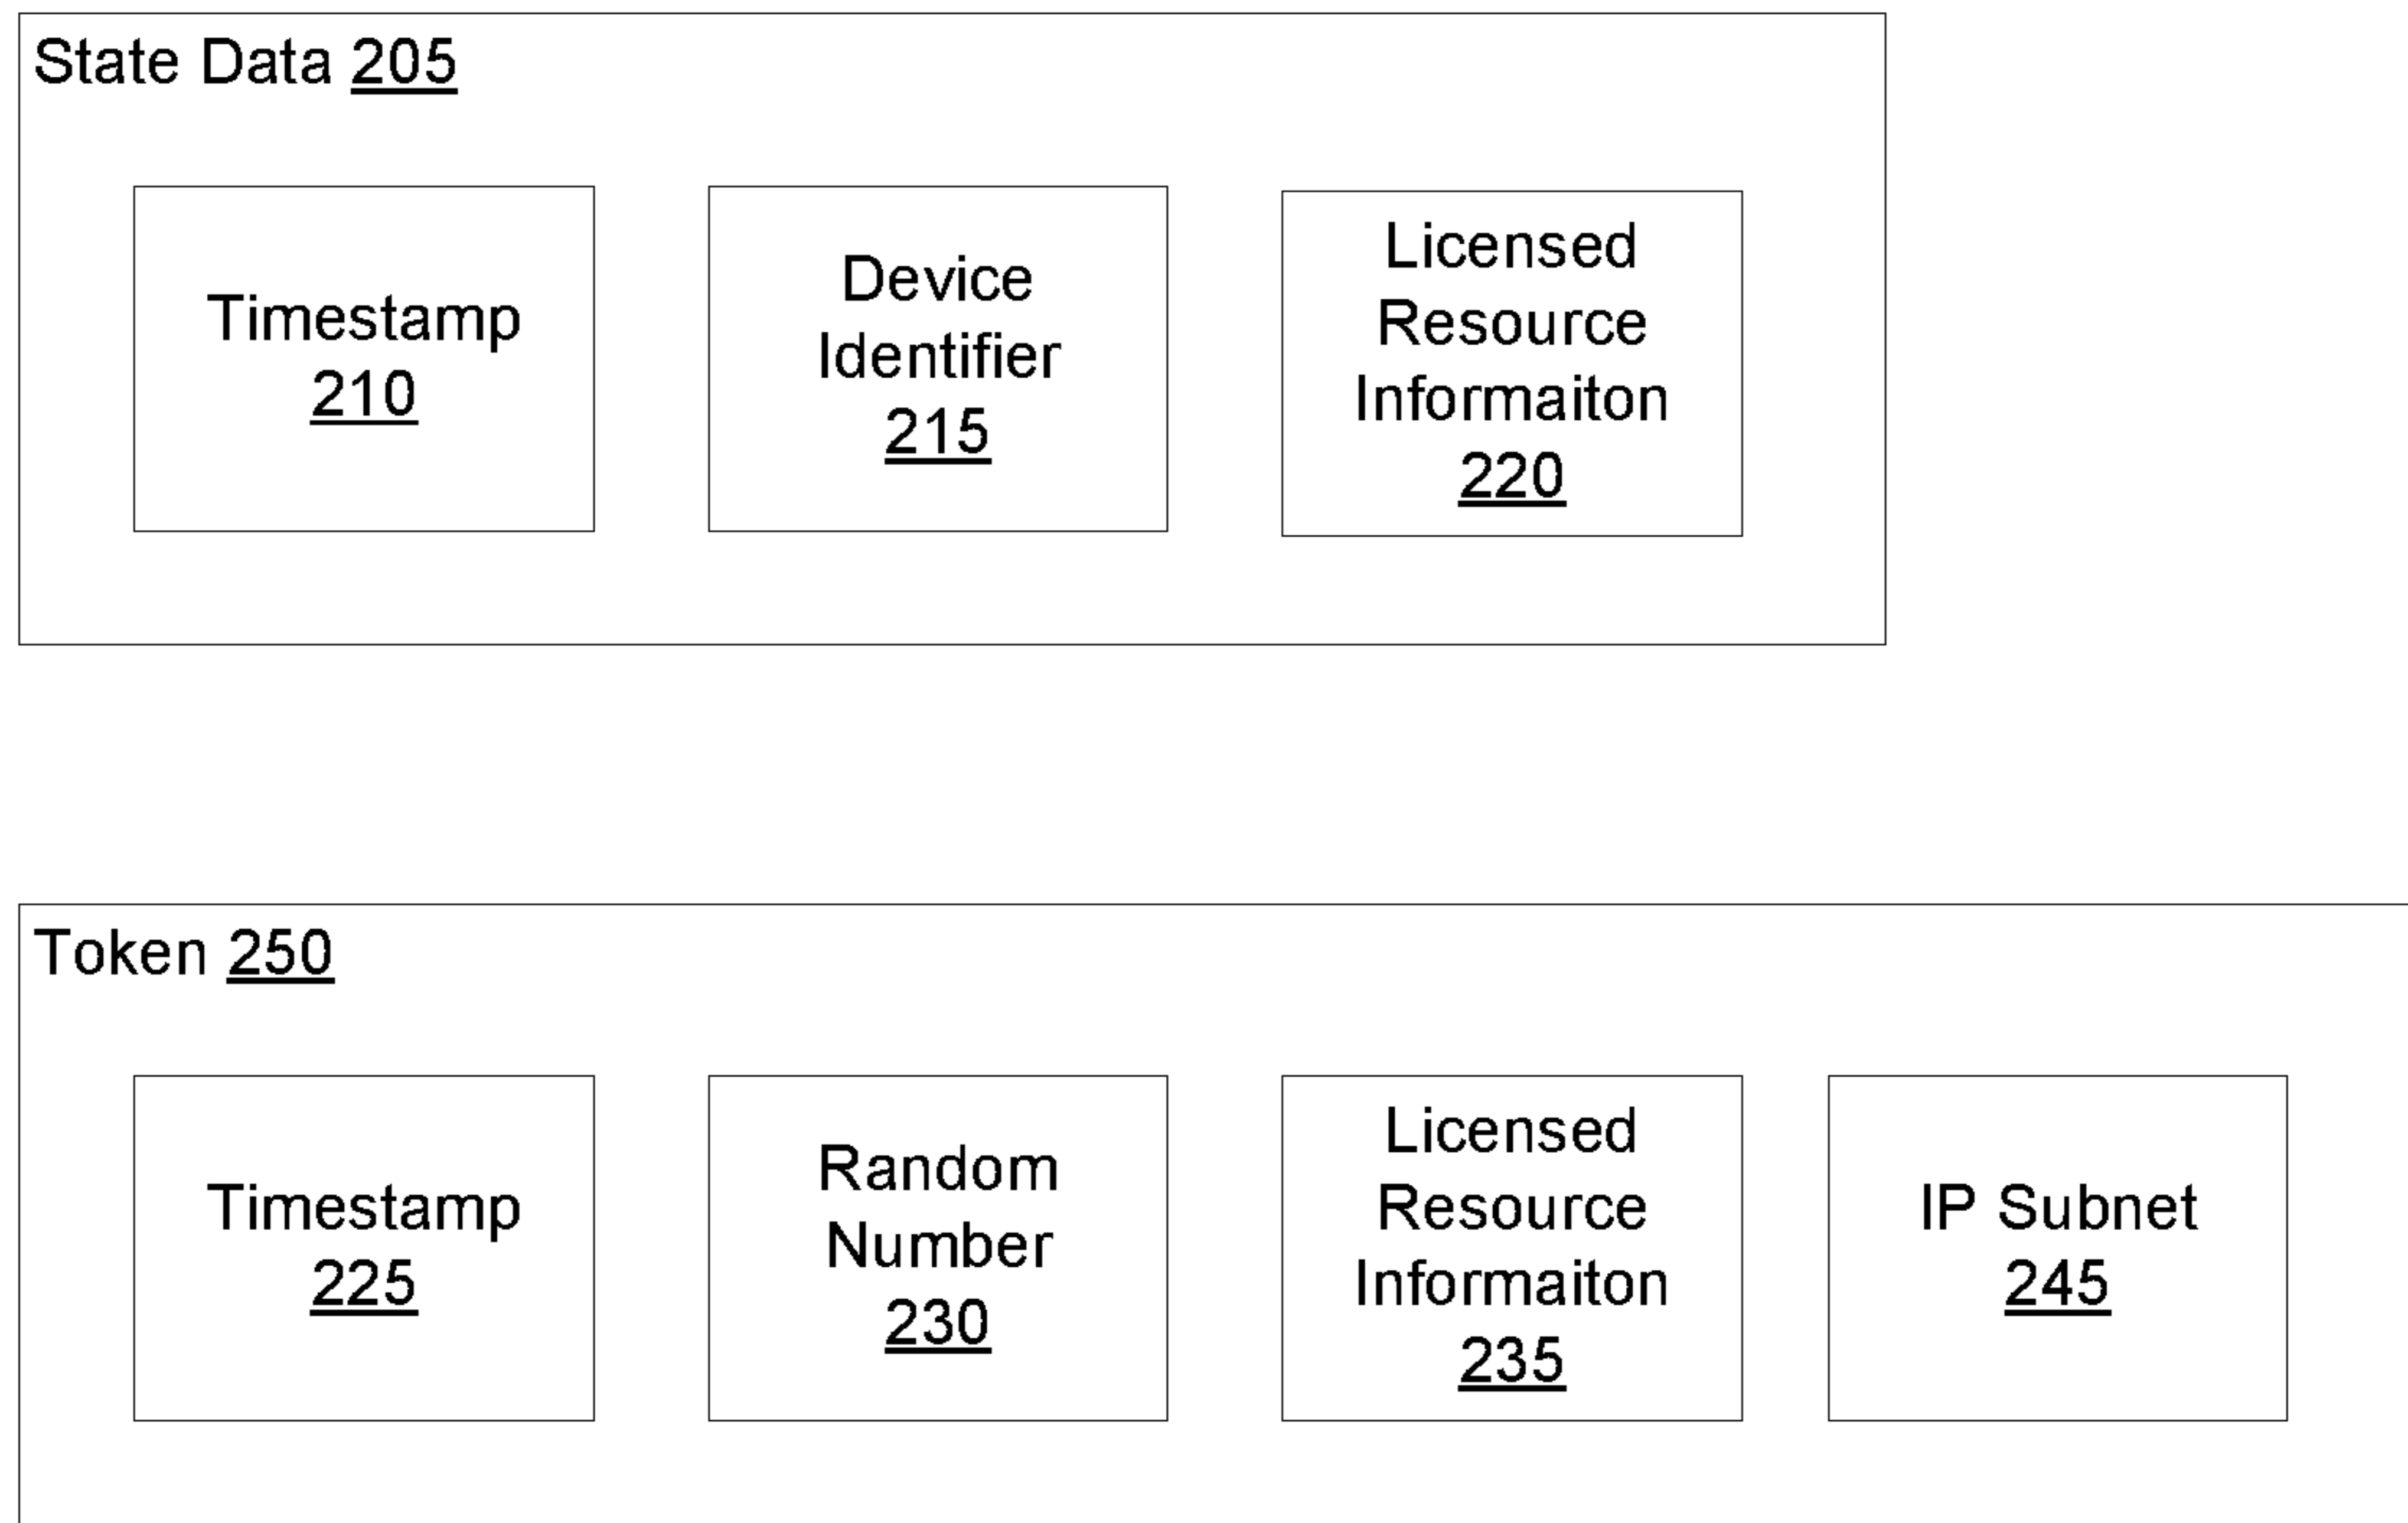 State Data 205
Timestamp
210
Device
Identifier
215
Licensed
Resource
Informaiton
220
Token 250
Timestamp
225
Random
Number
230
Licensed
Resource
Informaiton
235
IP Subnet
245